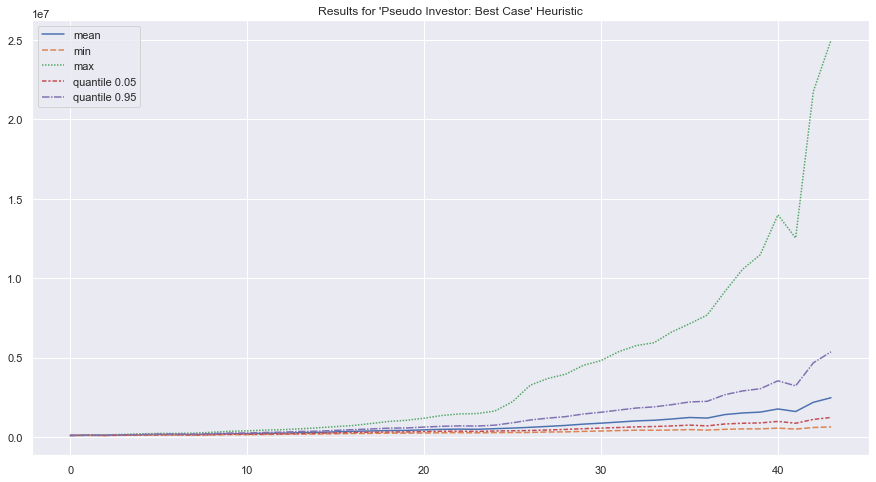 Results for 'Pseudo Investor: Best Case' Heuristic
1e7
mean
min
max
quantile 0.05
quantile 0.95
2.5
2.0
1.5
1.0
0.5
0.0
0 10 20 30 40